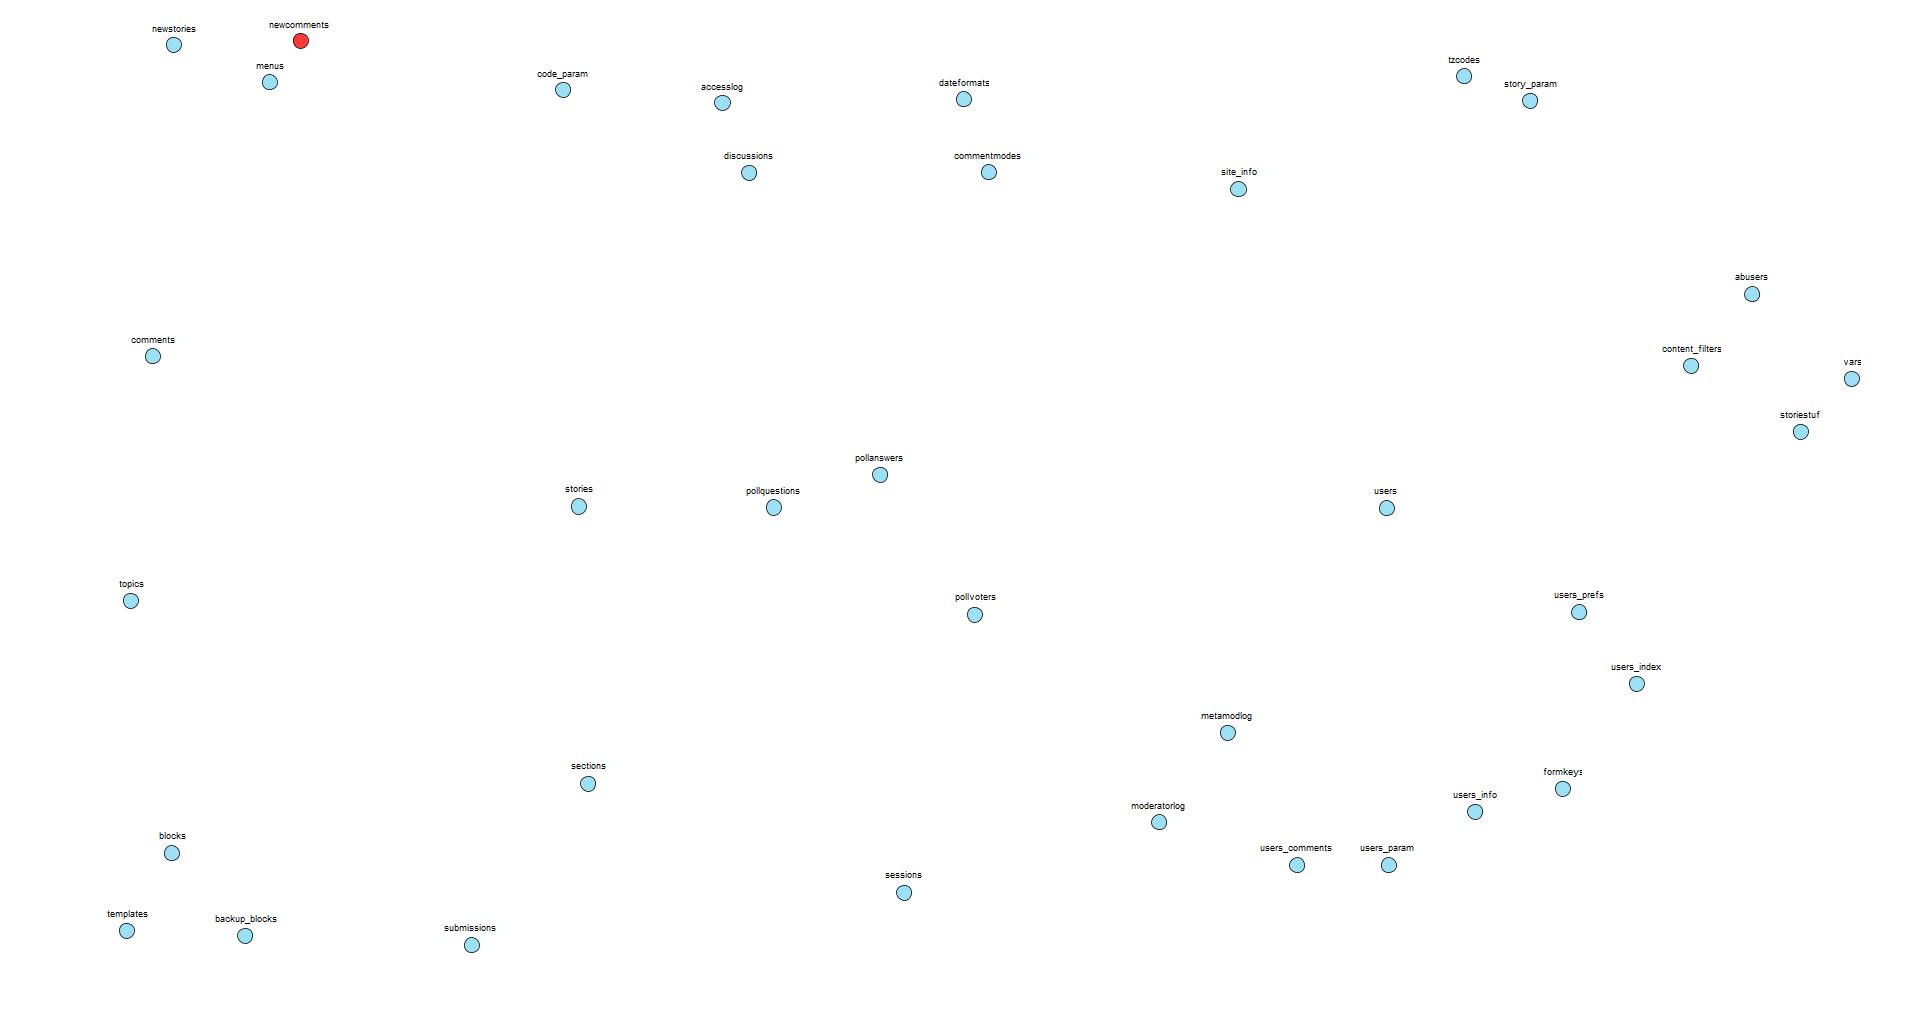 newcomments
newstories
tzcodes
menus
code_param
dateformats
story_param
accesslog
discussions
commentmodes
site_info
abusers
comments
content_filters
vars
storiestuf
pollanswers
stories
pollquestions
users
topics
users_prefs
pollvoters
users_index
metamodlog
sections
formkeys
users_info
moderatorlog
blocks
users_comments
users_param
sessions
templates
backup_blocks
submissions